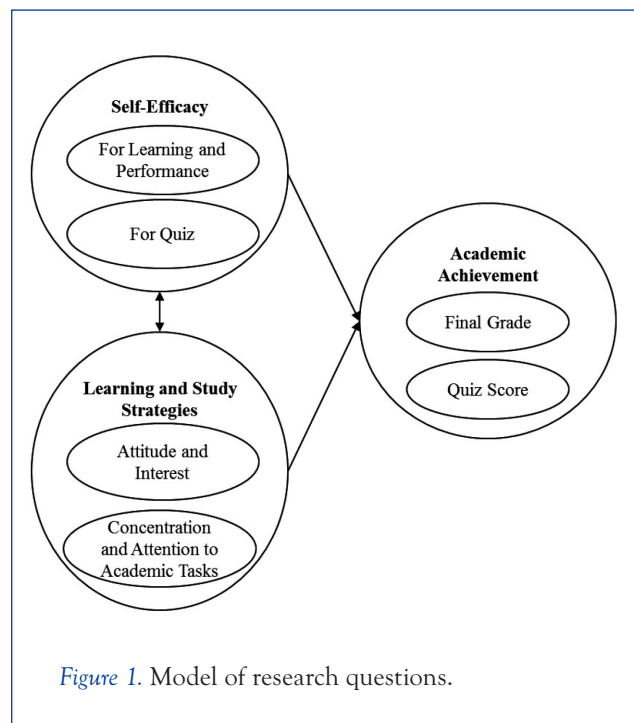 Self-Efficacy
For Learning and
Performance
For Quiz
Learning and Study
Strategies
Attitude and
Interest
Concentration
and Attention to
Academic Tasks
Academic
Achievement
Final Grade
Quiz Score
Figure 1. Model of research questions.